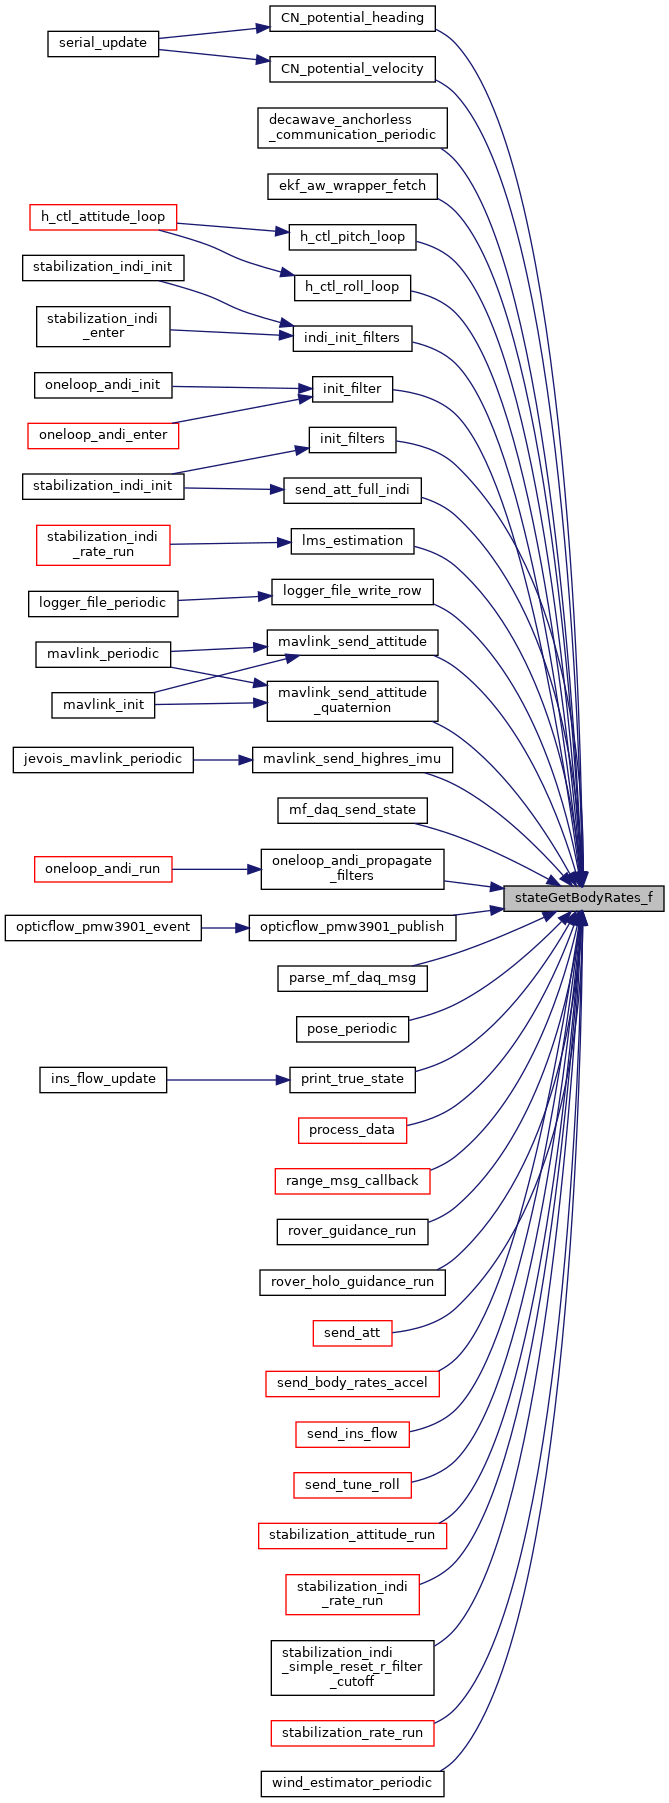 CN_potential_heading
serial_update
CN_potential_velocity
decawave_anchorless
_communication_periodic
ekf_aw_wrapper_fetch
h_ctl_attitude_loop
h_ctl_pitch_loop
stabilization_indi_init
h_ctl_roll_loop
stabilization_indi
_enter
indi_init_filters
oneloop_andi_init
init_filter
oneloop_andi_enter
init_filters
stabilization_indi_init
send_att_full_indi
stabilization_indi
_rate_run
lms_estimation
logger_file_periodic
logger_file_write_row
mavlink_periodic
mavlink_send_attitude
mavlink_init
mavlink_send_attitude
_quaternion
jevois_mavlink_periodic
mavlink_send_highres_imu
mf_daq_send_state
oneloop_andi_run
oneloop_andi_propagate
_filters
stateGetBodyRates_f
opticflow_pmw3901_event
opticflow_pmw3901_publish
parse_mf_daq_msg
pose_periodic
ins_flow_update
print_true_state
process_data
range_msg_callback
rover_guidance_run
rover_holo_guidance_run
send_att
send_body_rates_accel
send_ins_flow
send_tune_roll
stabilization_attitude_run
stabilization_indi
_rate_run
stabilization_indi
_simple_reset_r_filter
_cutoff
stabilization_rate_run
wind_estimator_periodic